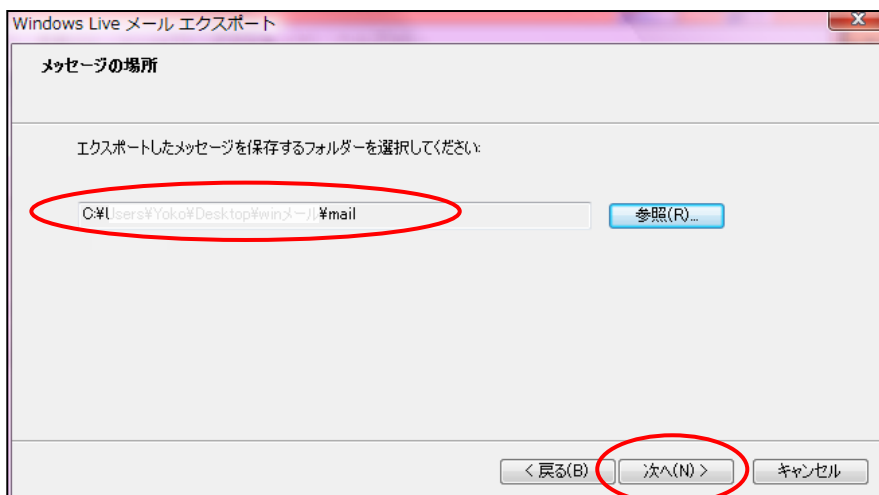 Windows Live メール エクスポート
メッセージの場所
エクスポートしたメッセージを保存するフォルダーを選択してください:
C:¥Users¥Yoko¥Desktop¥winメール¥mail
参照(R)...
< 戻る(B)
次へ(N) >
キャンセル